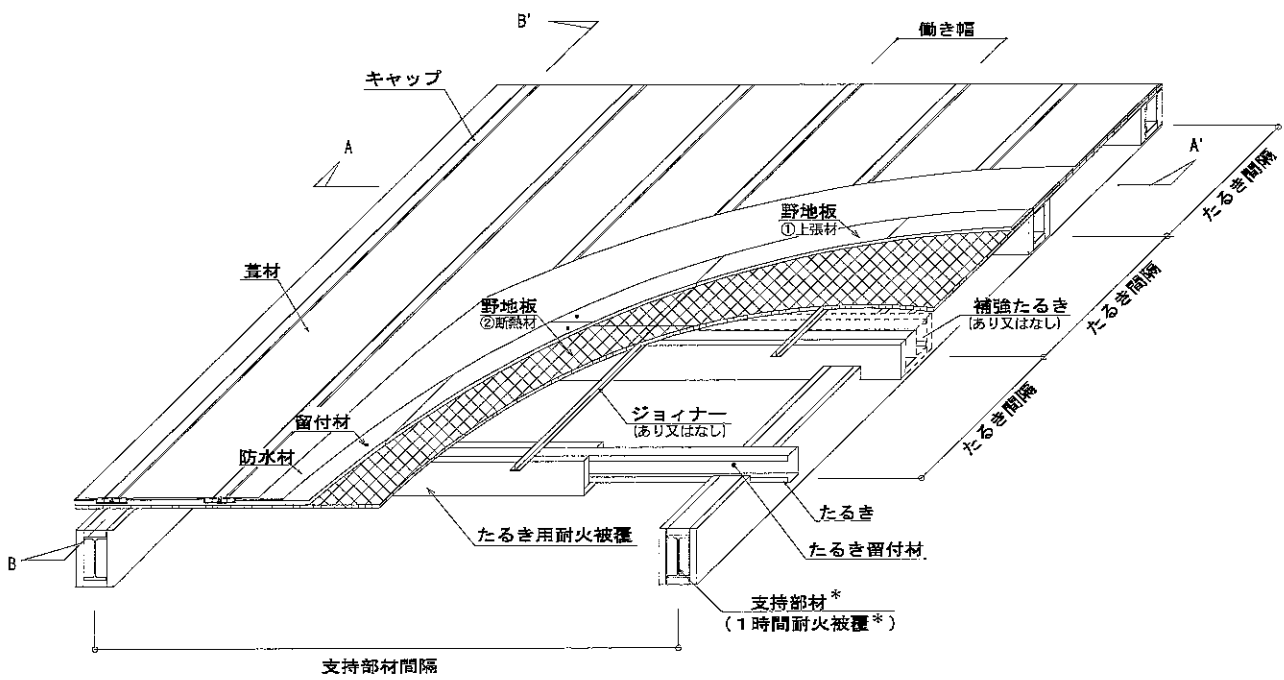 B'
働き幅
キャップ
A
A'
たるき間隔
野地板
①上張材
葺材
野地板
②断熱材
たるき間隔
補強たるき
(あり又はなし)
留付材
ジョイナー
(あり又はなし)
たるき間隔
防水材
たるき
たるき用耐火被覆
たるき留付材
B
支持部材*
(1時間耐火被覆*)
支持部材間隔